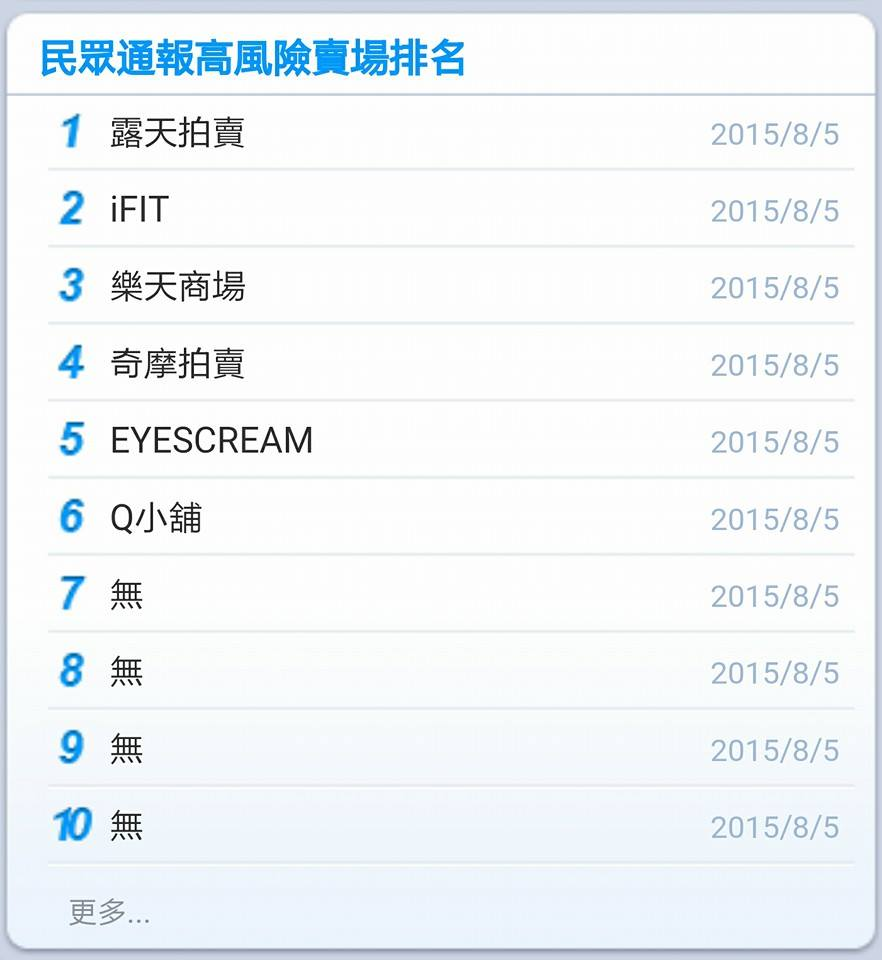 民眾通報高風險賣場排名
1 露天拍賣 2015/8/5
2 iFIT 2015/8/5
3 樂天商場 2015/8/5
4 奇摩拍賣 2015/8/5
5 EYESCREAM 2015/8/5
6 Q小舖 2015/8/5
7 無 2015/8/5
8 無 2015/8/5
9 無 2015/8/5
10 無 2015/8/5
更多...